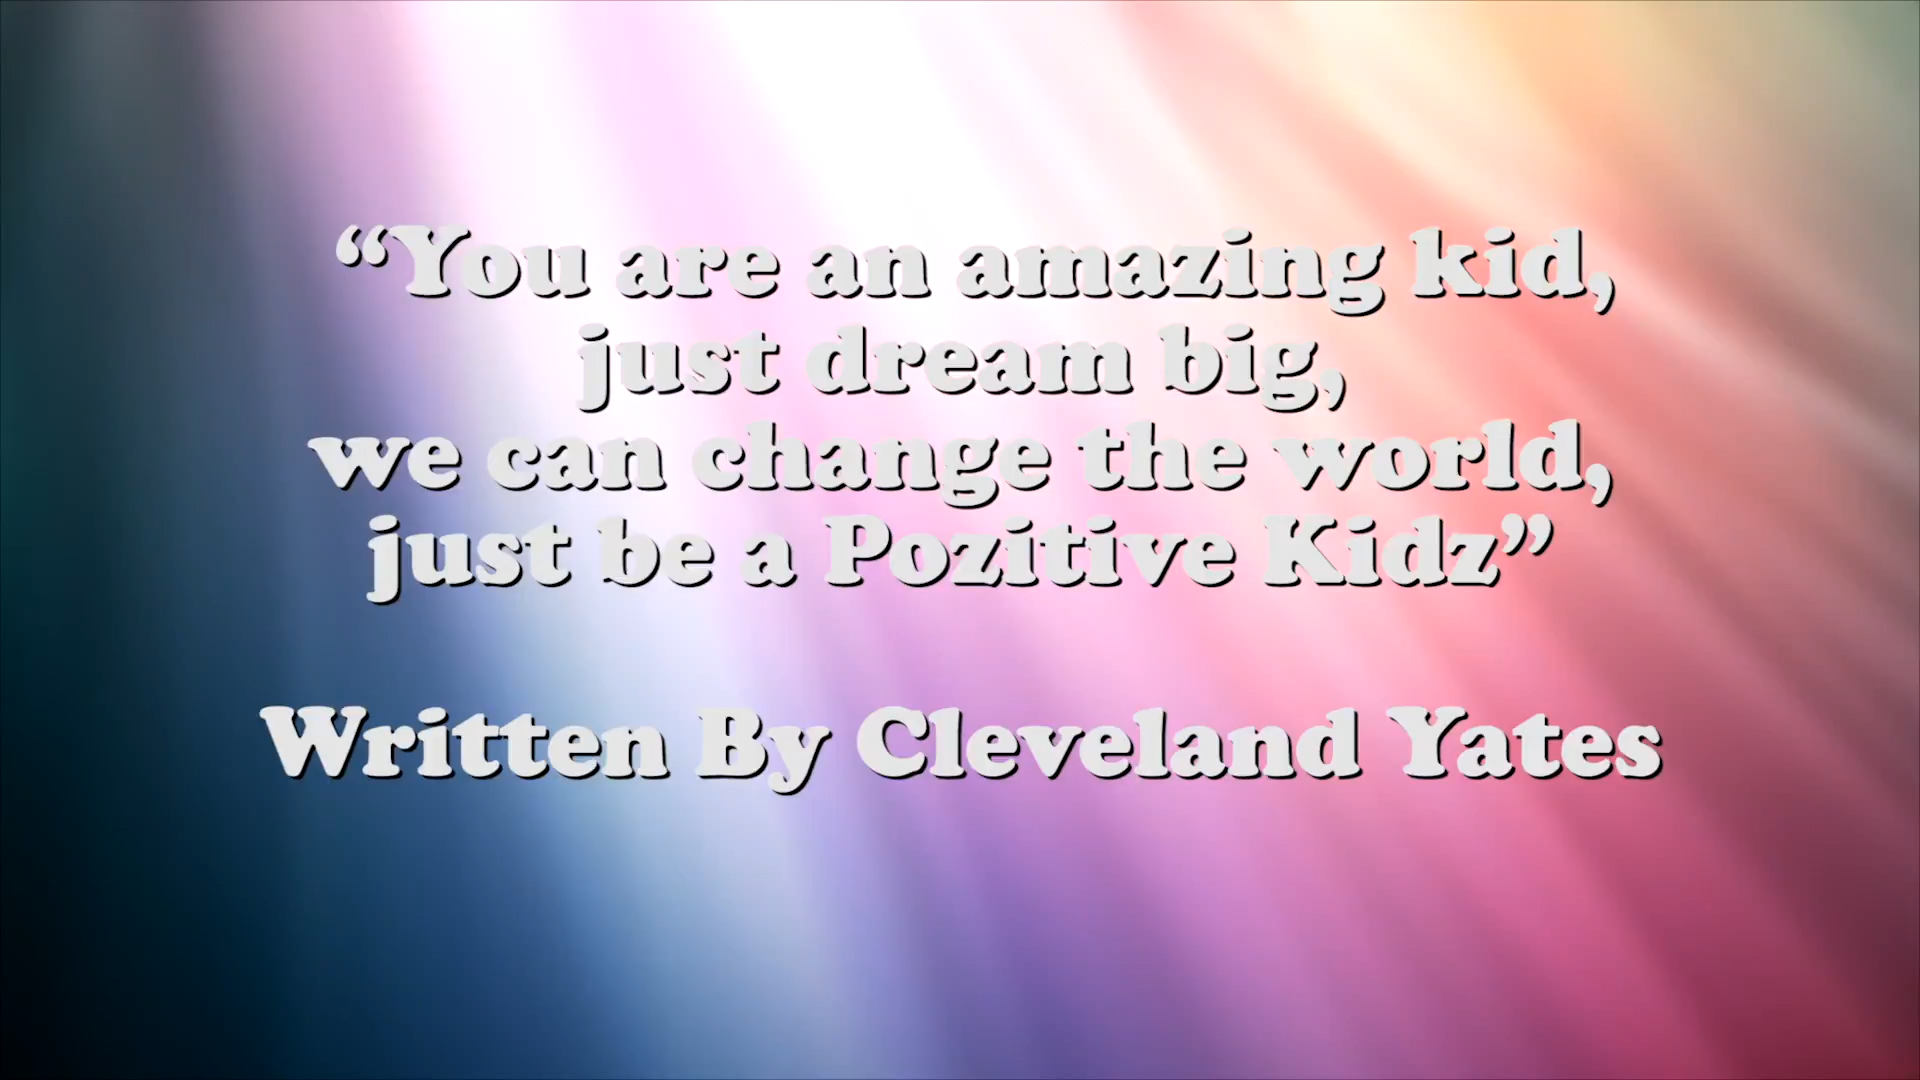 “You are an amazing kid,
just dream big,
we can change the world,
just be a Pozitive Kidz”
Written By Cleveland Yates